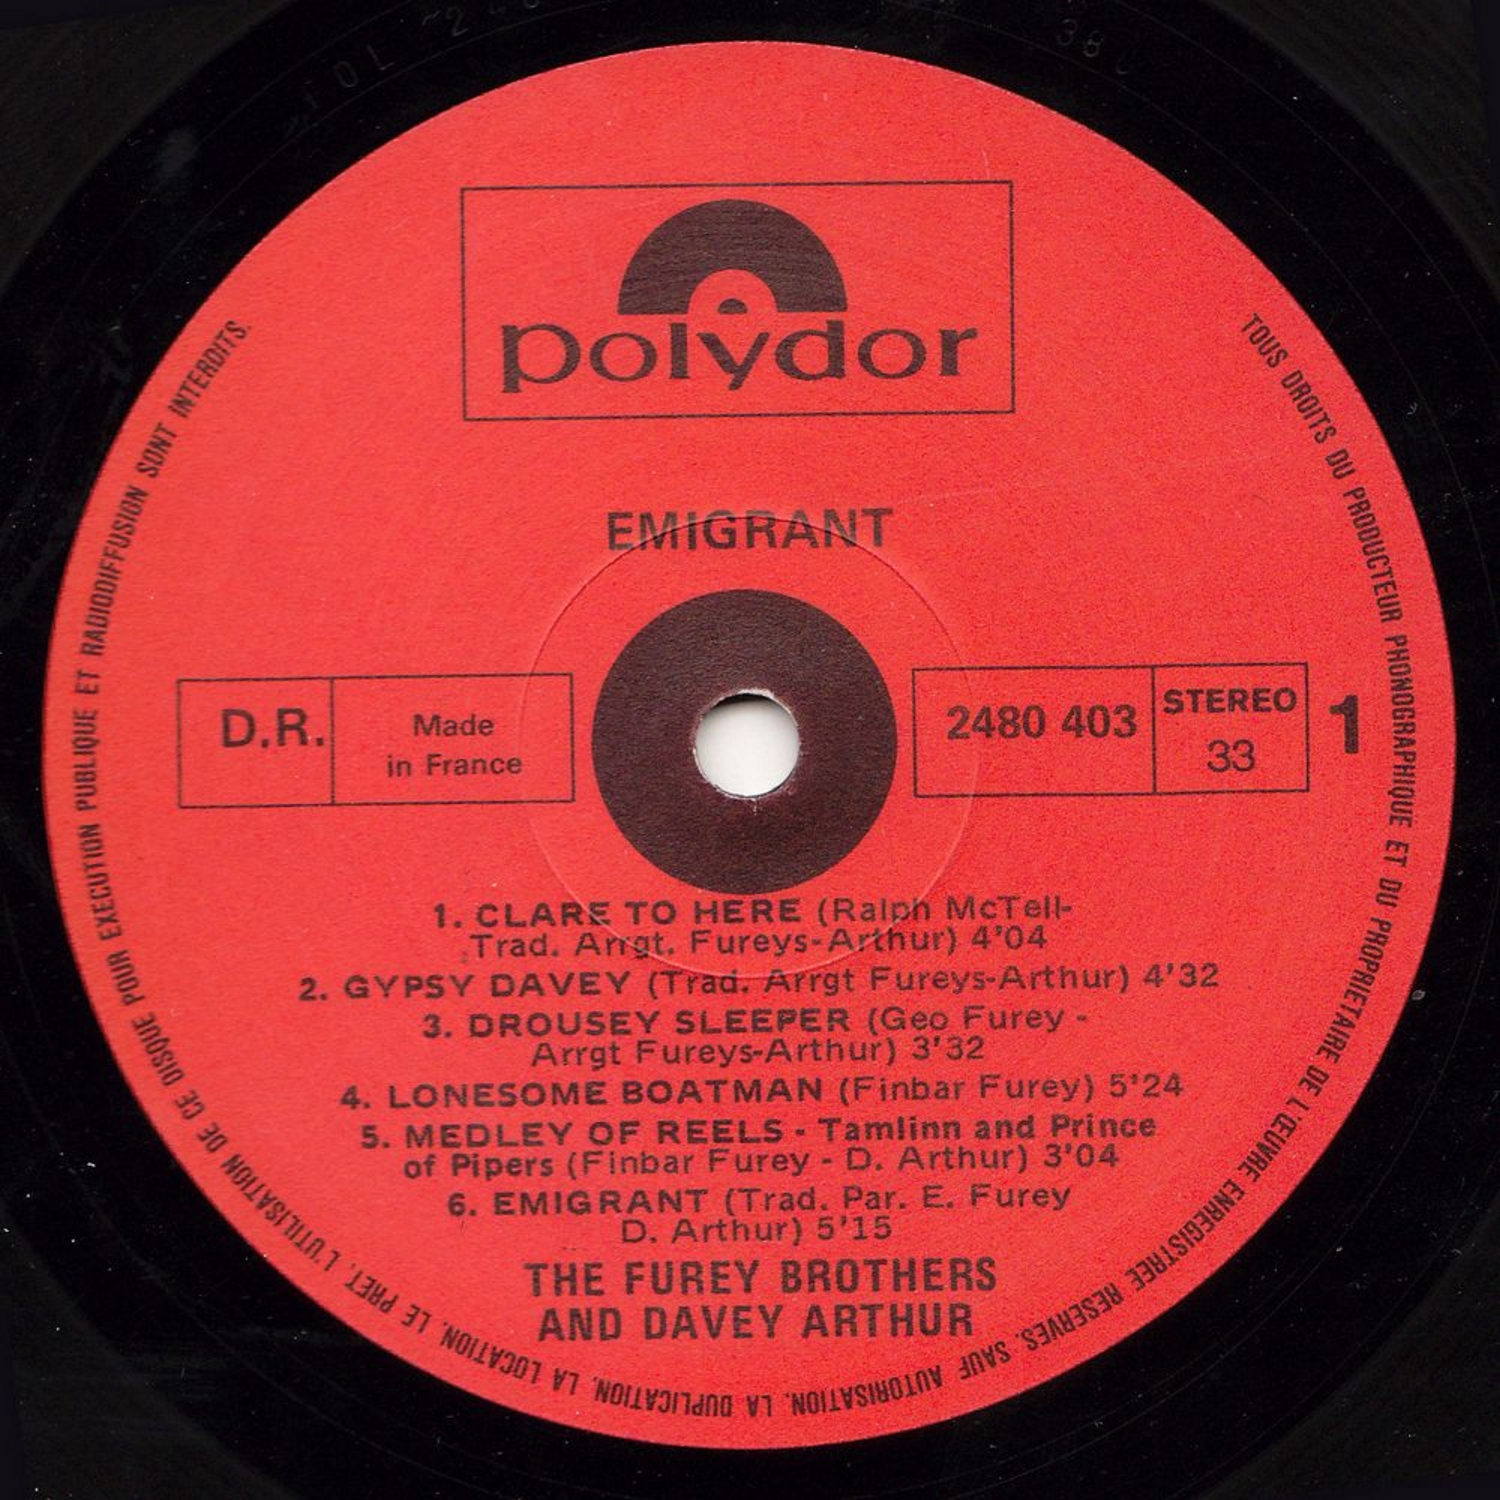 polydor
EMIGRANT
D.R.
Made
in France
2480 403
STEREO
33
1
1. CLARE TO HERE (Ralph McTell-
Trad. Arrgt. Fureys-Arthur) 4'04
2. GYPSY DAVEY (Trad. Arrgt Fureys-Arthur) 4'32
3. DROUSEY SLEEPER (Geo Furey -
Arrgt Fureys-Arthur) 3'32
4. LONESOME BOATMAN (Finbar Furey) 5'24
5. MEDLEY OF REELS - Tamlinn and Prince
of Pipers (Finbar Furey - D. Arthur) 3'04
6. EMIGRANT (Trad. Par. E. Furey
D. Arthur) 5'15
THE FUREY BROTHERS
AND DAVEY ARTHUR
TOUS DROITS DU PRODUCTEUR PHONOGRAPHIQUE ET DU PROPRIETAIRE DE L'ŒUVRE ENREGISTREE RESERVES. SAUF AUTORISATION, LA DUPLICATION, LA LOCATION, LE PRET, L'UTILISATION DE CE DISQUE POUR EXECUTION PUBLIQUE ET RADIODIFFUSION SONT INTERDITS.